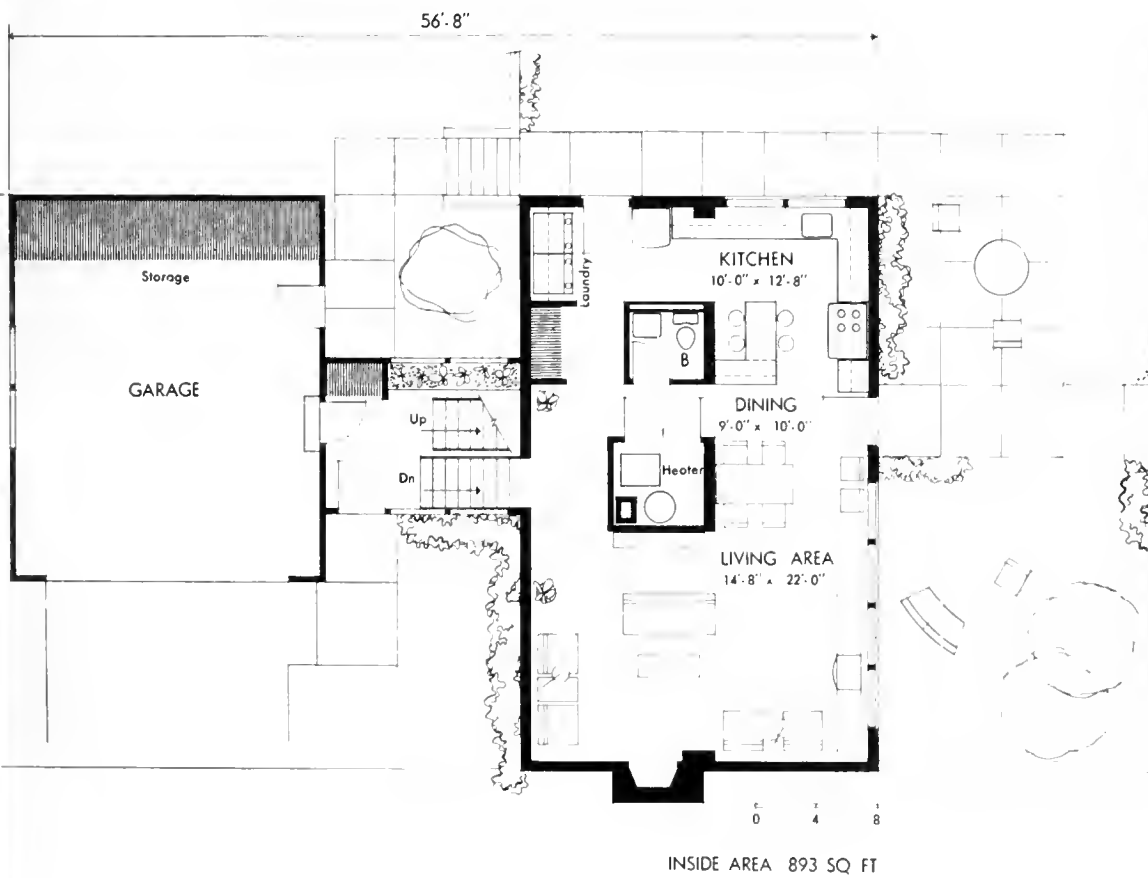 56'-8"
Storage
GARAGE
Up
Dn
Laundry
KITCHEN
10'-0" x 12'-8"
B
DINING
9'-0" x 10'-0"
Heater
LIVING AREA
14'-8" x 22'-0"
0 4 8
INSIDE AREA 893 SQ FT